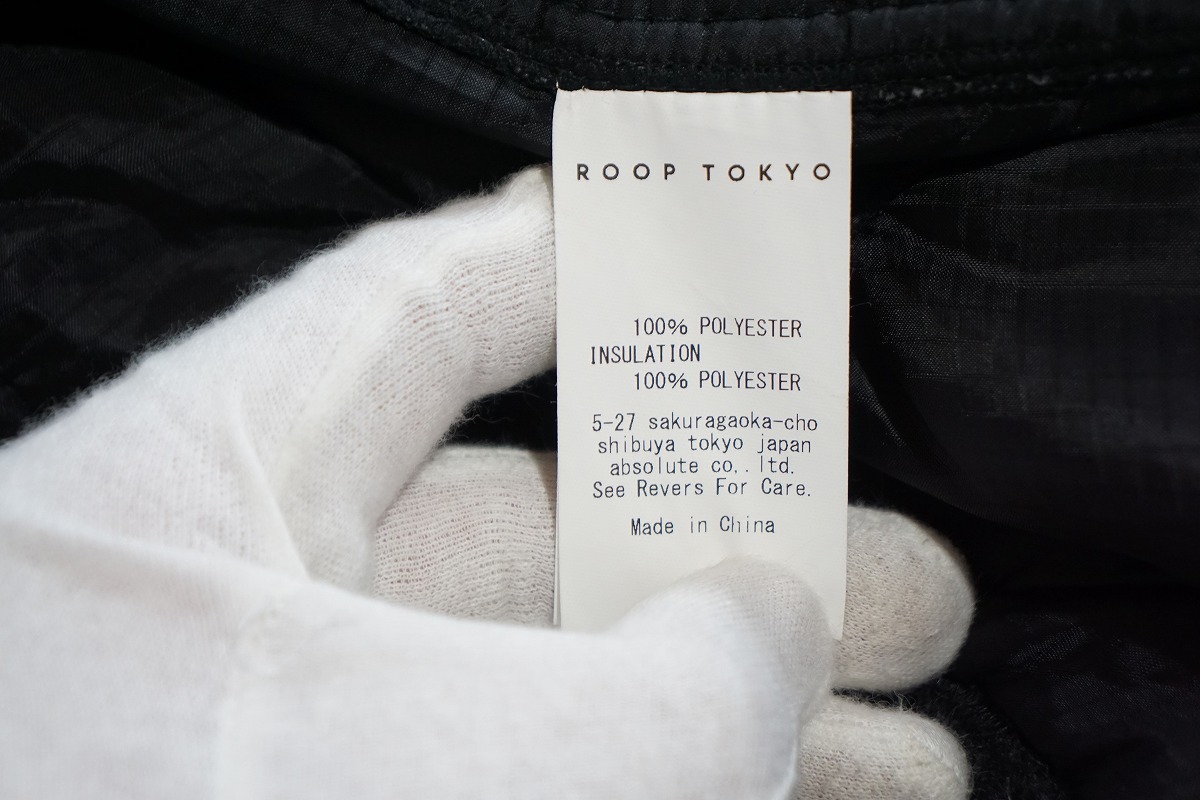 ROOP TOKYO
100% POLYESTER
INSULATION
100% POLYESTER
5-27 sakuragaoka-cho
shibuya tokyo japan
absolute co,. ltd.
See Revers For Care.
Made in China